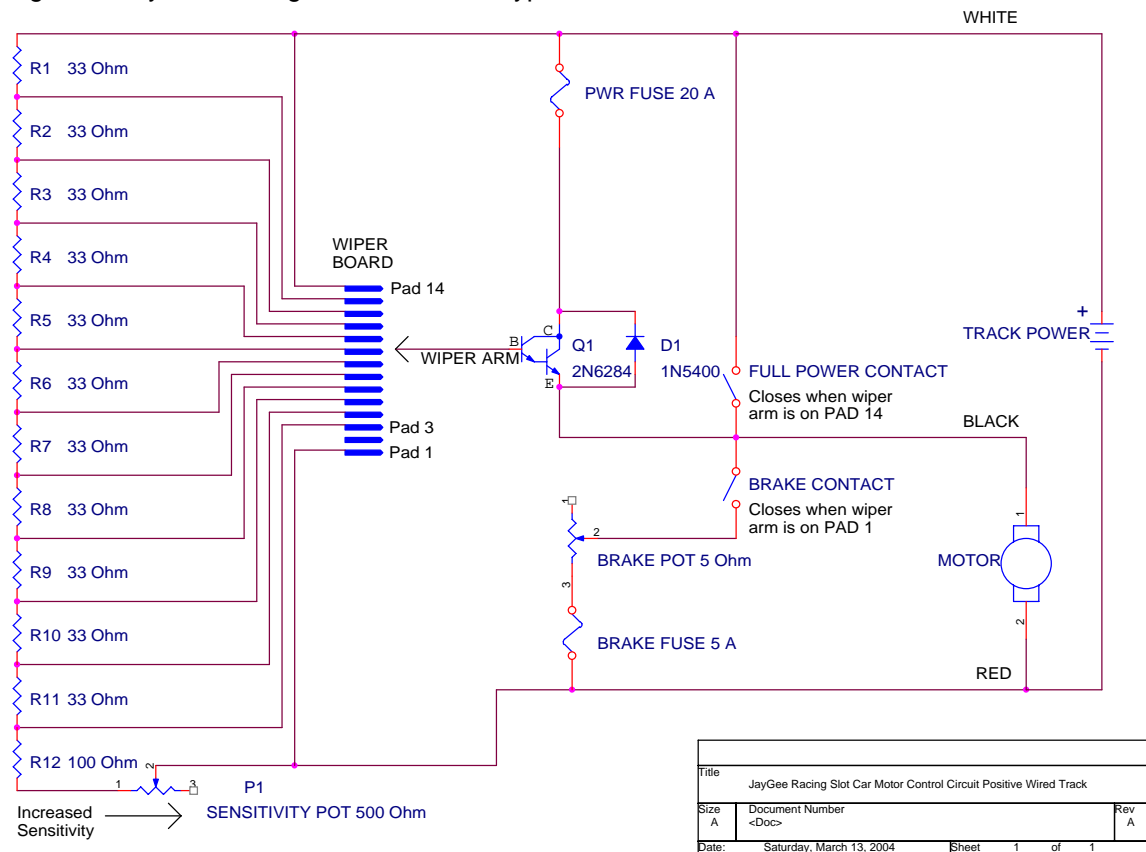 WHITE
R1 33 Ohm
PWR FUSE 20 A
R2 33 Ohm
R3 33 Ohm
WIPER
BOARD
R4 33 Ohm
Pad 14
R5 33 Ohm
+
TRACK POWER
C
B
Q1
D1
WIPER ARM
2N6284
1N5400
E
R6 33 Ohm
FULL POWER CONTACT
Closes when wiper
arm is on PAD 14
Pad 3
BLACK
R7 33 Ohm
Pad 1
BRAKE CONTACT
Closes when wiper
arm is on PAD 1
1
R8 33 Ohm
1
2
BRAKE POT 5 Ohm
MOTOR
R9 33 Ohm
3
2
R10 33 Ohm
BRAKE FUSE 5 A
RED
R11 33 Ohm
R12 100 Ohm
2
1
3
P1
SENSITIVITY POT 500 Ohm
Increased
Sensitivity
Title
JayGee Racing Slot Car Motor Control Circuit Positive Wired Track
Size
A
Document Number
<Doc>
Rev
A
Date:
Saturday, March 13, 2004
Sheet 1 of 1